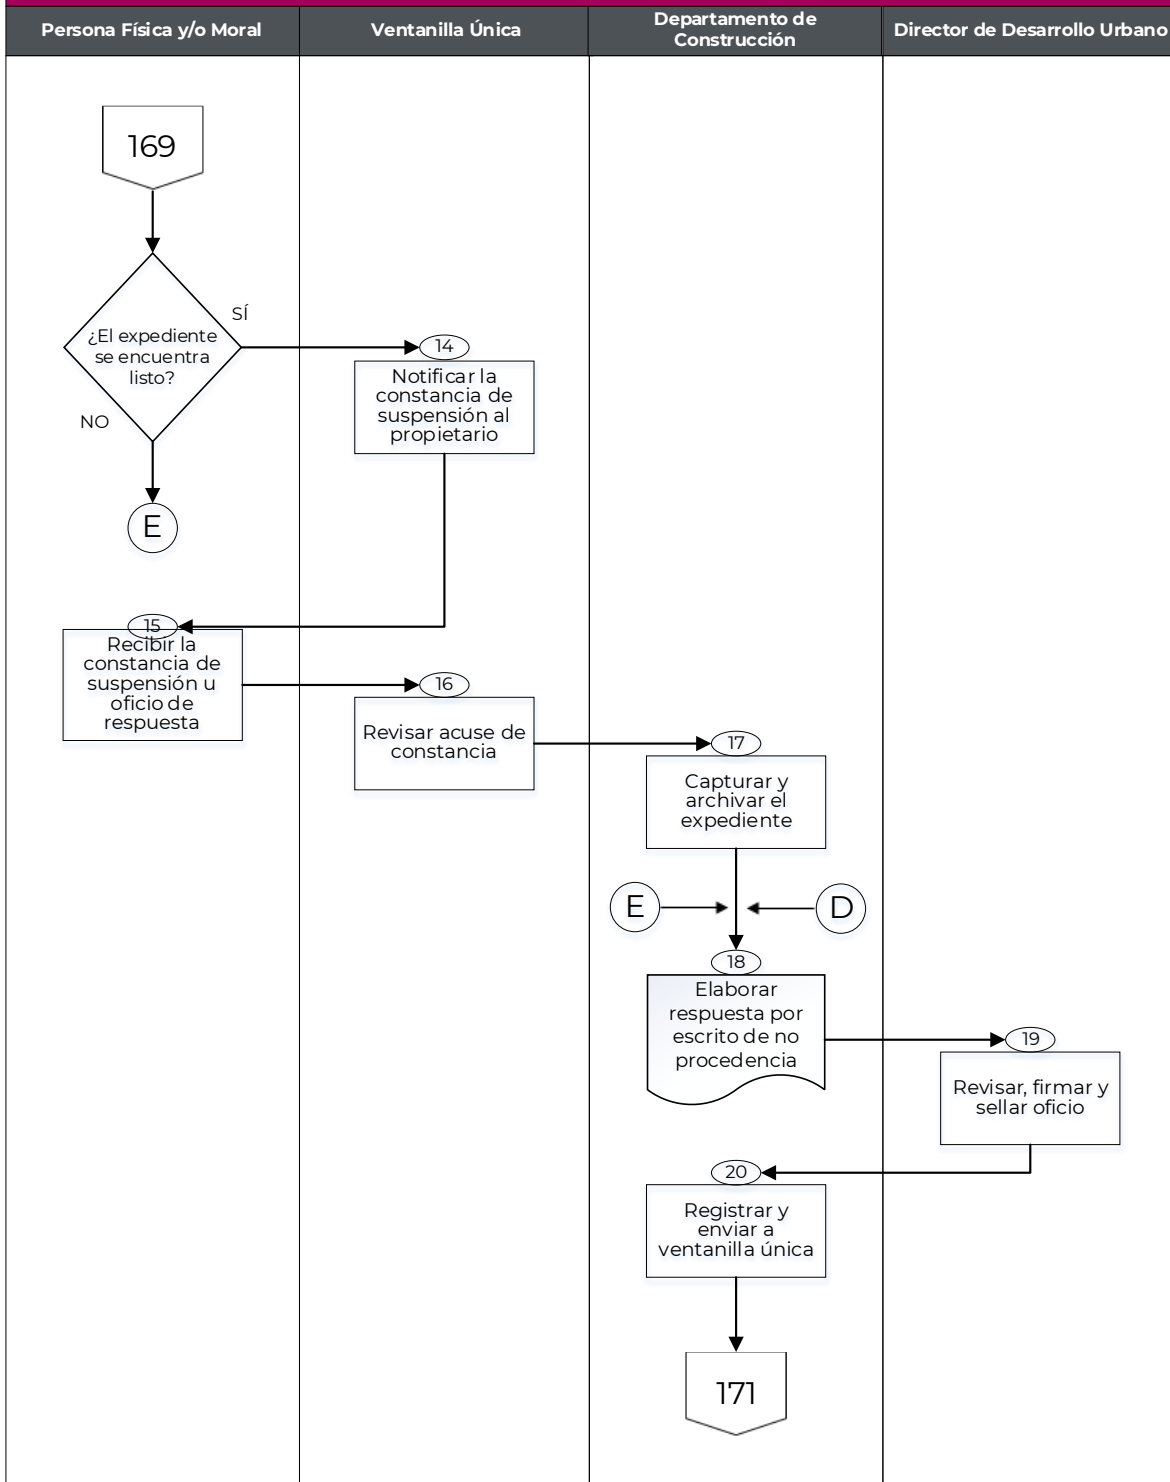 Persona Física y/o Moral
Ventanilla Única
Departamento de
Construcción
Director de Desarrollo Urbano
169
¿El expediente
se encuentra
listo?
SÍ
NO
E
14
Notificar la
constancia de
suspensión al
propietario
15
Recibir la
constancia de
suspensión u
oficio de
respuesta
16
Revisar acuse de
constancia
17
Capturar y
archivar el
expediente
E
D
18
Elaborar
respuesta por
escrito de no
procedencia
19
Revisar, firmar y
sellar oficio
20
Registrar y
enviar a
ventanilla única
171